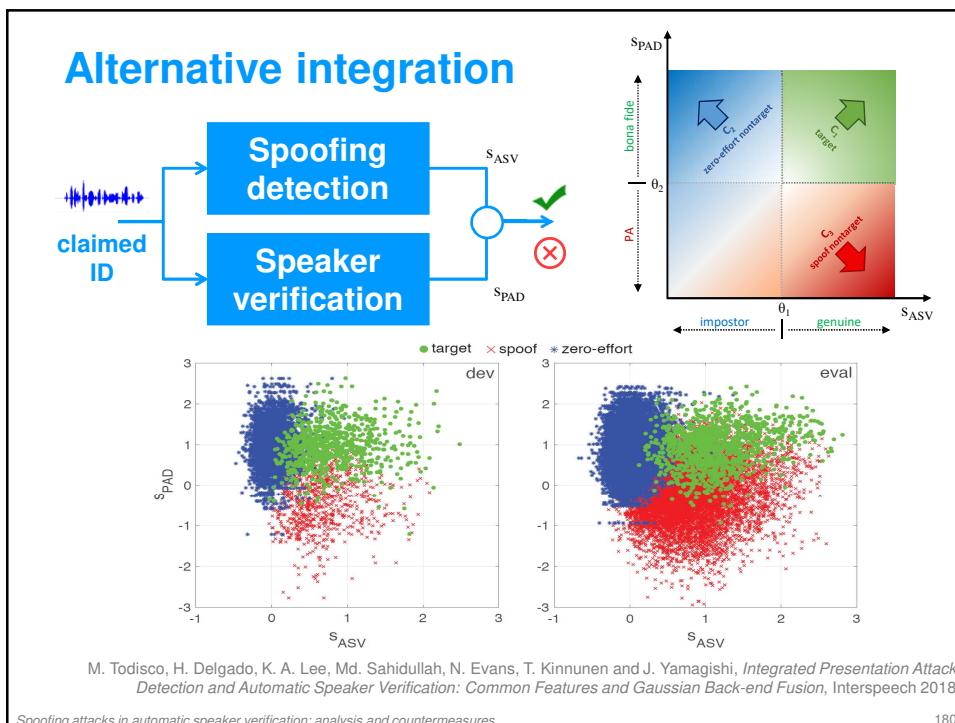 Alternative integration
Spoofing
detection
Speaker
verification
claimed
ID
sASV
sPAD
sPAD
bona fide
PA
θ2
C2
zero-effort nontarget
C1
target
C3
spoof nontarget
θ1
sASV
impostor
genuine
target spoof zero-effort
dev
3
2
1
0
-1
-2
-3
sPAD
-1 0 1 2 3
sASV
eval
3
2
1
0
-1
-2
-3
-1 0 1 2 3
sASV
M. Todisco, H. Delgado, K. A. Lee, Md. Sahidullah, N. Evans, T. Kinnunen and J. Yamagishi, Integrated Presentation Attack
Detection and Automatic Speaker Verification: Common Features and Gaussian Back-end Fusion, Interspeech 2018
Spoofing attacks in automatic speaker verification: analysis and countermeasures
180